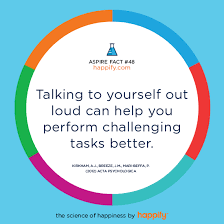 ASPIRE FACT #48
happify.com
Talking to yourself out
loud can help you
perform challenging
tasks better.
KIRKHAM, A.J., BREEZE, J.M., MARI-BEFFA, P.
(2012) ACTA PSYCHOLOGICA
the science of happiness by happify